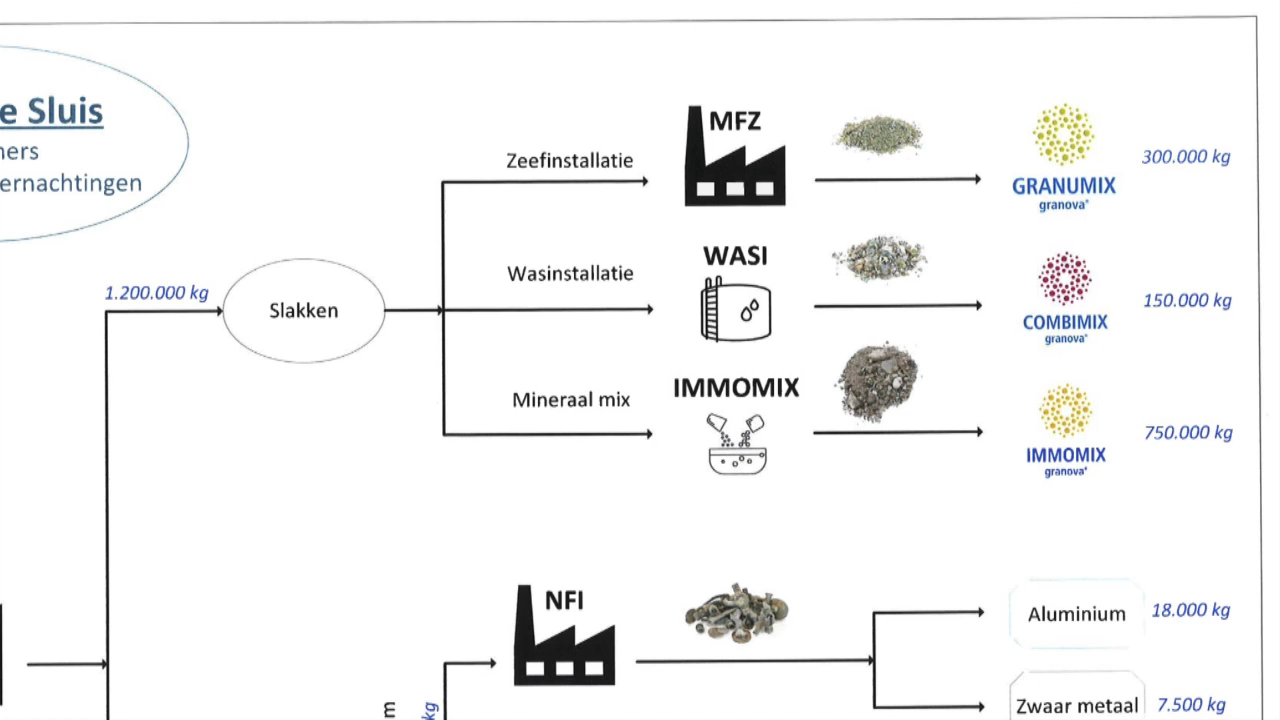 e Sluis
ners
ernachtingen
1.200.000 kg
Slakken
Zeefinstallatie
MFZ
GRANUMIX
granova®
300.000 kg
Wasinstallatie
WASI
COMBIMIX
granova®
150.000 kg
Mineraal mix
IMMOMIX
IMMOMIX
granova®
750.000 kg
NFI
Aluminium
18.000 kg
Zwaar metaal
7.500 kg
m
kg